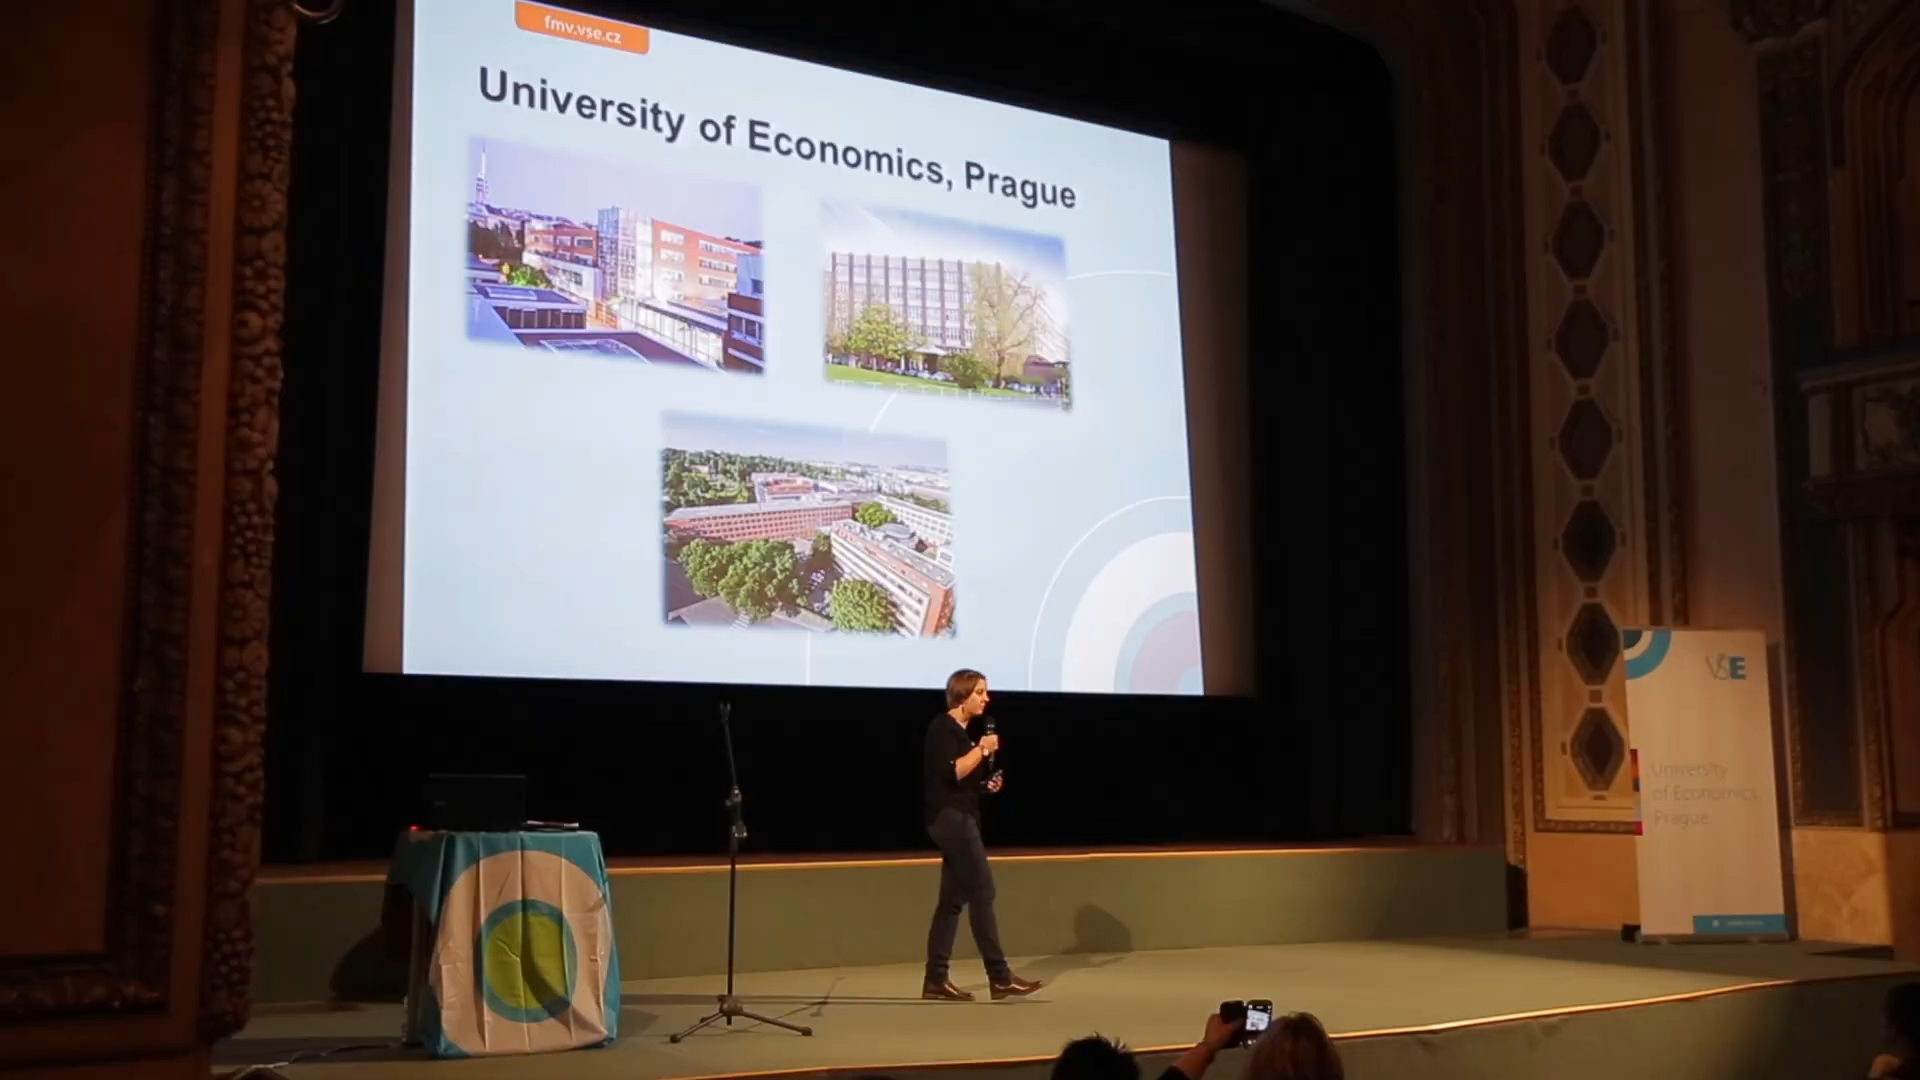 fmv.vse.cz
University of Economics, Prague
VŠE
University
of Economics,
Prague